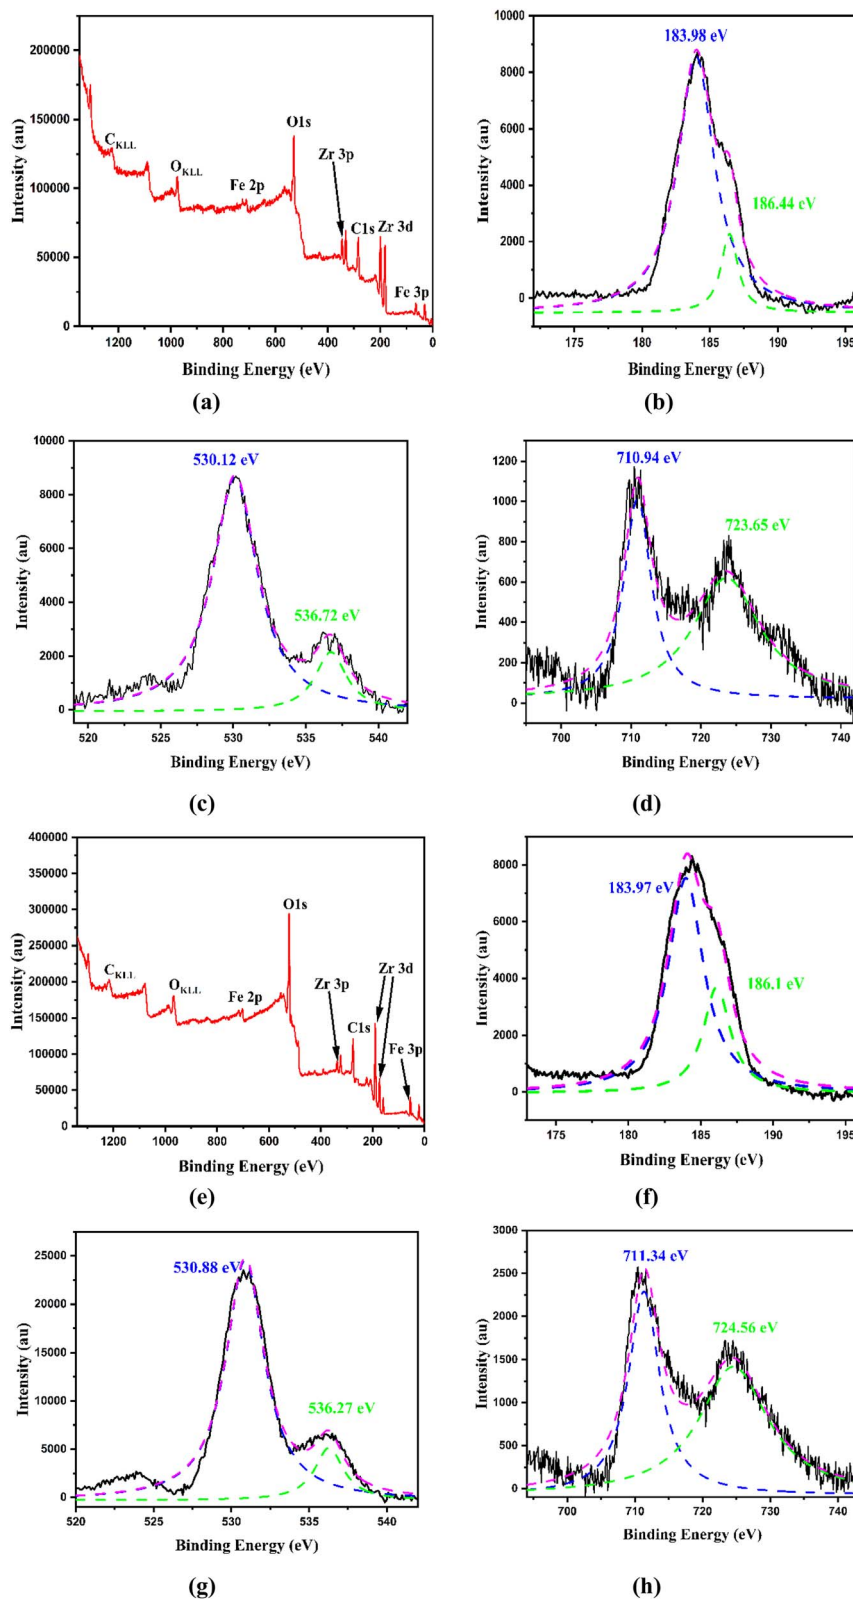 200000
150000
100000
50000
0
Intensity (au)
C_KLL
O_KLL
Fe 2p
O1s
Zr 3p
C1s
Zr 3d
Fe 3p
1200 1000 800 600 400 200 0
Binding Energy (eV)
(a)
10000
8000
6000
4000
2000
0
Intensity (au)
183.98 eV
186.44 eV
175 180 185 190 195
Binding Energy (eV)
(b)
10000
8000
6000
4000
2000
0
Intensity (au)
530.12 eV
536.72 eV
520 525 530 535 540
Binding Energy (eV)
(c)
1200
1000
800
600
400
200
0
Intensity (au)
710.94 eV
723.65 eV
700 710 720 730 740
Binding Energy (eV)
(d)
400000
350000
300000
250000
200000
150000
100000
50000
0
Intensity (au)
C_KLL
O_KLL
Fe 2p
O1s
Zr 3p
C1s
Zr 3d
Fe 3p
1200 1000 800 600 400 200 0
Binding Energy (eV)
(e)
8000
6000
4000
2000
0
Intensity (au)
183.97 eV
186.1 eV
175 180 185 190 195
Binding Energy (eV)
(f)
25000
20000
15000
10000
5000
0
Intensity (au)
530.88 eV
536.27 eV
520 525 530 535 540
Binding Energy (eV)
(g)
3000
2500
2000
1500
1000
500
0
Intensity (au)
711.34 eV
724.56 eV
700 710 720 730 740
Binding Energy (eV)
(h)